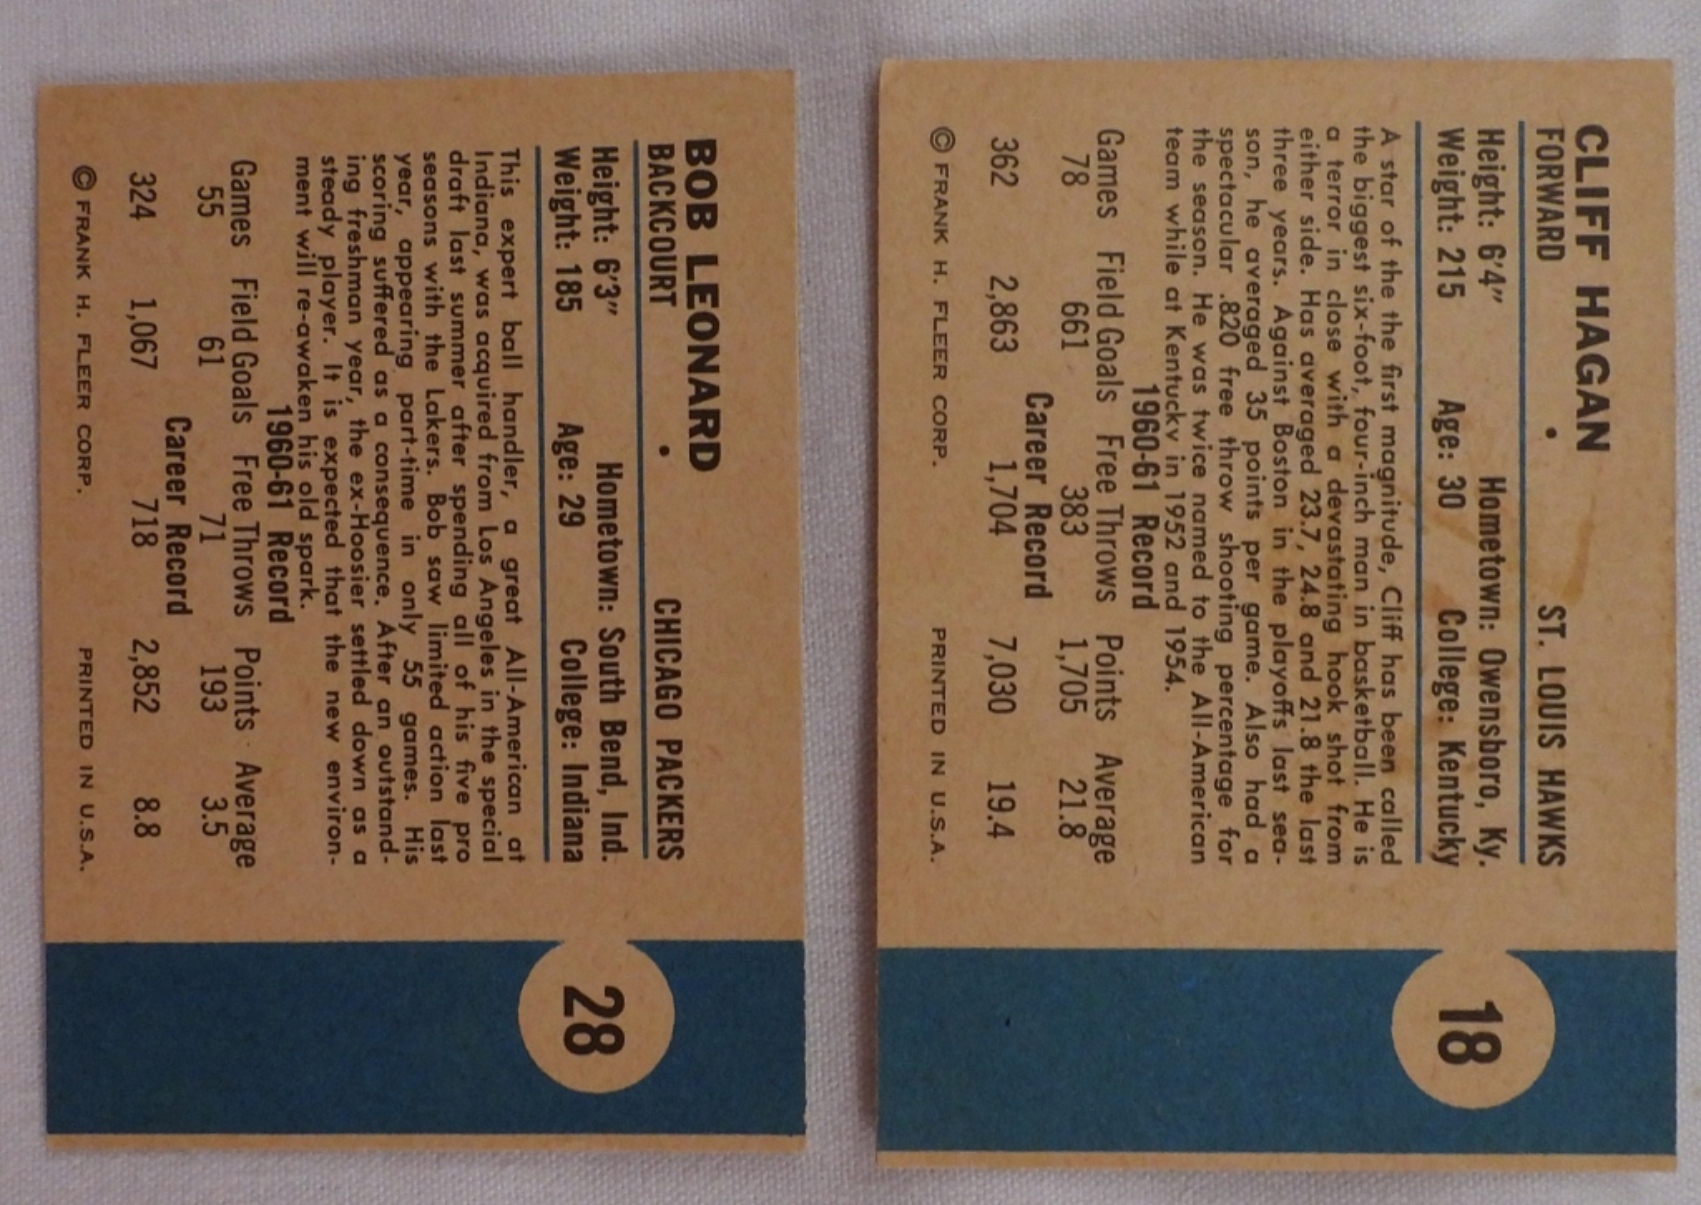 BOB LEONARD
BACKCOURT • CHICAGO PACKERS
Height: 6'3" Hometown: South Bend, Ind.
Weight: 185 Age: 29 College: Indiana
This expert ball handler, a great All-American at
Indiana, was acquired from Los Angeles in the special
draft last summer after spending all of his five pro
seasons with the Lakers. Bob saw limited action last
year, appearing part-time in only 55 games. His
scoring suffered as a consequence. After an outstand-
ing freshman year, the ex-Hoosier settled down as a
steady player. It is expected that the new environ-
ment will re-awaken his old spark.
1960-61 Record
Games Field Goals Free Throws Points Average
55 61 71 193 3.5
Career Record
324 1,067 718 2,852 8.8
© FRANK H. FLEER CORP. PRINTED IN U.S.A.
28
CLIFF HAGAN
FORWARD • ST. LOUIS HAWKS
Height: 6'4" Hometown: Owensboro, Ky.
Weight: 215 Age: 30 College: Kentucky
A star of the first magnitude, Cliff has been called
the biggest six-foot, four-inch man in basketball. He is
a terror in close with a devastating hook shot from
either side. Has averaged 23.7, 24.8 and 21.8 the last
three years. Against Boston in the playoffs last sea-
son, he averaged 35 points per game. Also had a
spectacular .820 free throw shooting percentage for
the season. He was twice named to the All-American
team while at Kentucky in 1952 and 1954.
1960-61 Record
Games Field Goals Free Throws Points Average
78 661 383 1,705 21.8
Career Record
362 2,863 1,704 7,030 19.4
© FRANK H. FLEER CORP. PRINTED IN U.S.A.
18